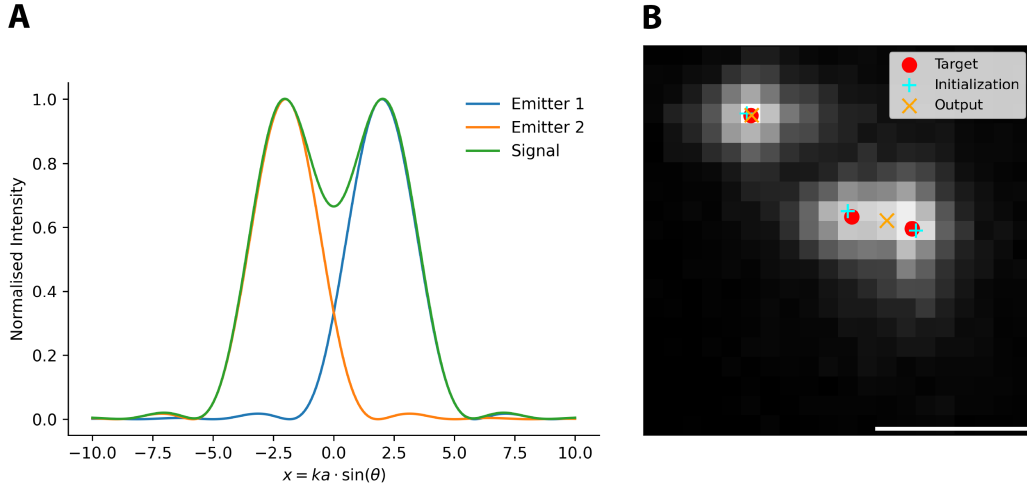 A
B
Normalised Intensity
1.0
0.8
0.6
0.4
0.2
0.0
−10.0 −7.5 −5.0 −2.5 0.0 2.5 5.0 7.5 10.0
x = ka · sin(θ)
Emitter 1
Emitter 2
Signal
Target
Initialization
Output